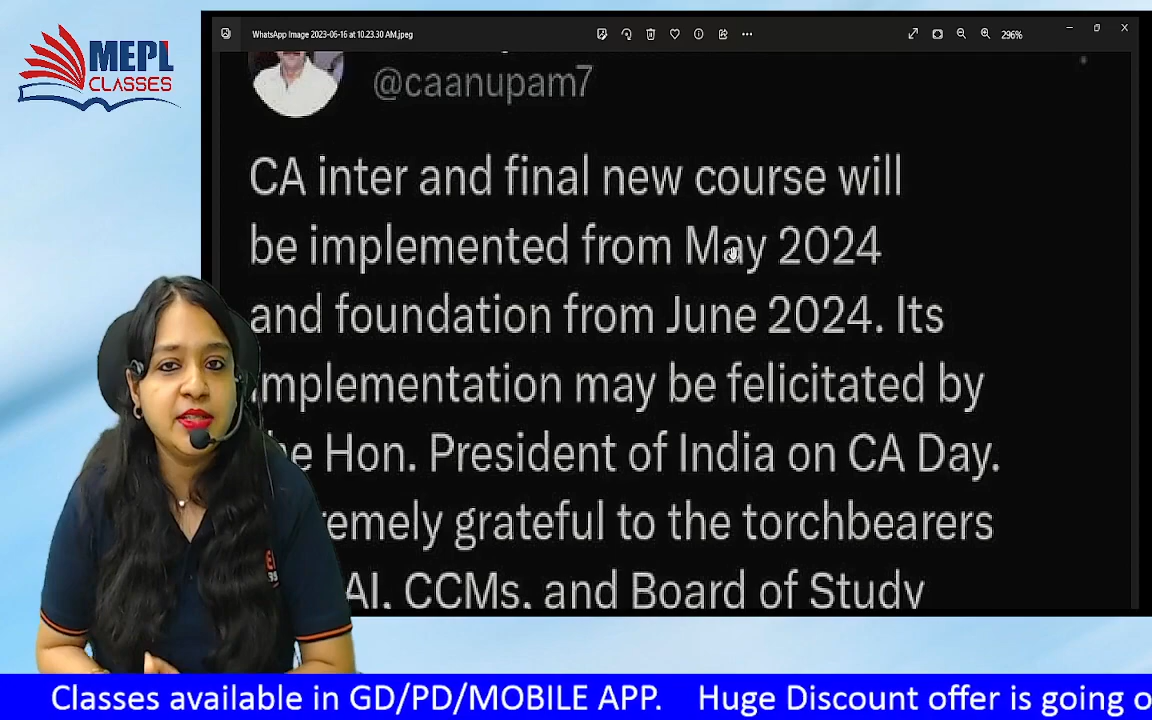 MEPL
CLASSES
WhatsApp Image 2023-06-16 at 10.23.30 AM.jpeg
296%
@caanupam7
CA inter and final new course will
be implemented from May 2024
and foundation from June 2024. Its
implementation may be felicitated by
Hon. President of India on CA Day.
grateful to the torchbearers
CCMs, and Board of Study
Classes available in GD/PD/MOBILE APP. Huge Discount offer is going